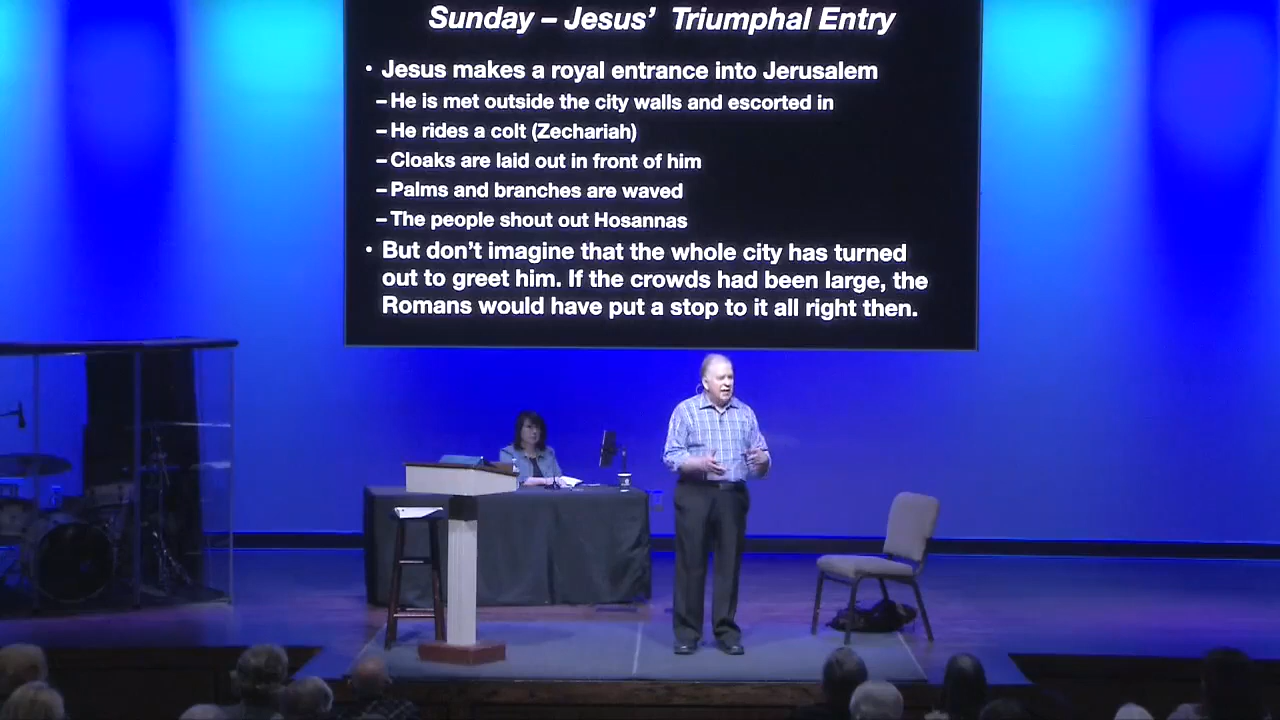 Sunday – Jesus’ Triumphal Entry
• Jesus makes a royal entrance into Jerusalem
– He is met outside the city walls and escorted in
– He rides a colt (Zechariah)
– Cloaks are laid out in front of him
– Palms and branches are waved
– The people shout out Hosannas
• But don’t imagine that the whole city has turned
out to greet him. If the crowds had been large, the
Romans would have put a stop to it all right then.